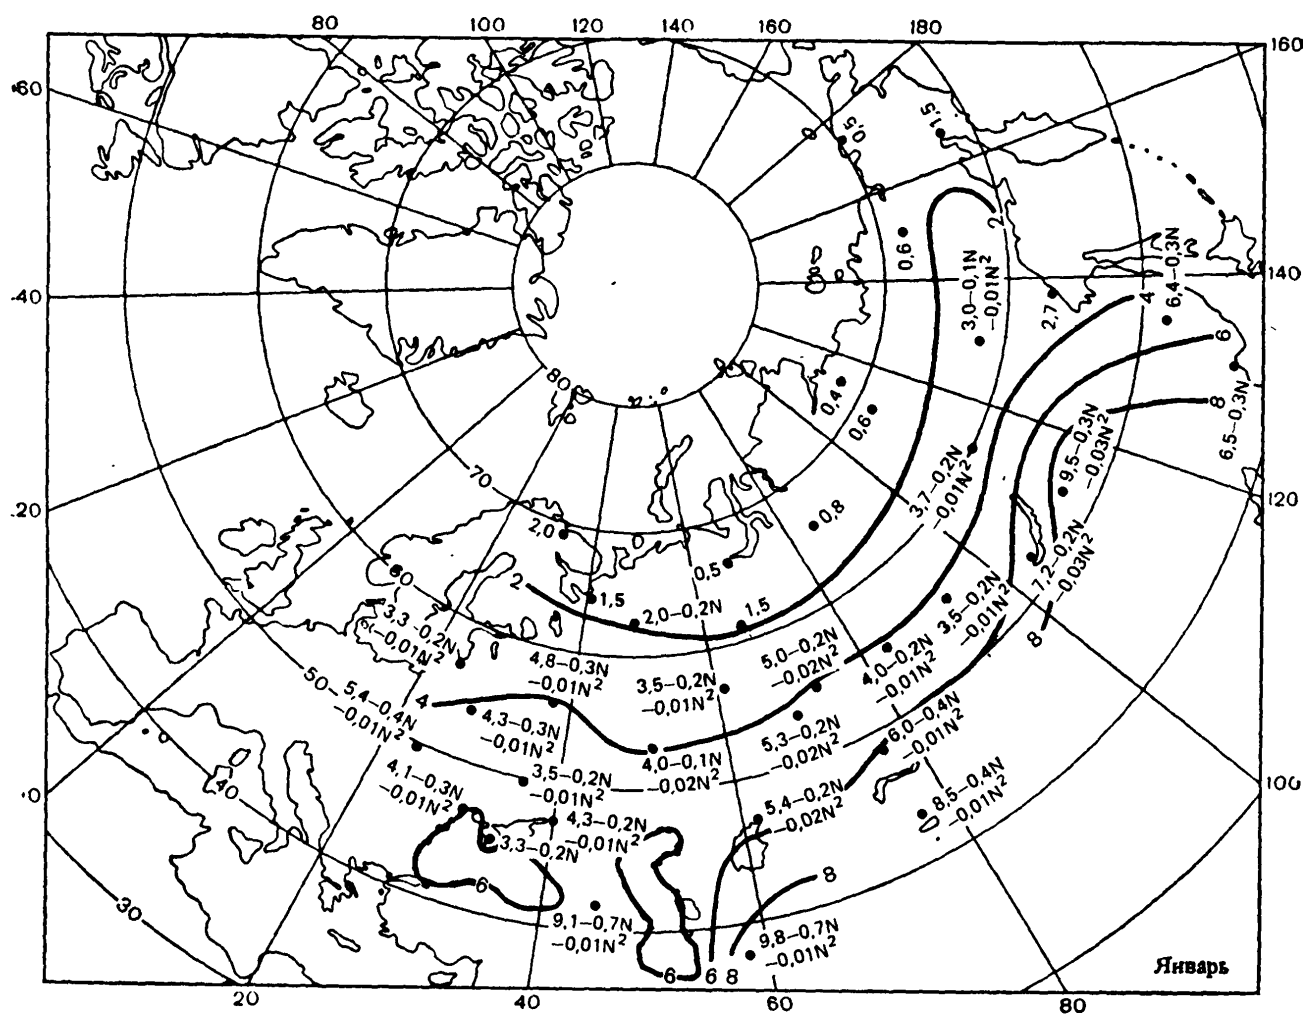 80
100
120
140
160
180
160
60
0
0,5
1,5
80
2
0,6
3,0–0,1N
–0,01N²
6,4–0,3N
140
40
2,7
4
6
80
0,4
0,6
8
6,5–0,3N
9,5–0,3N
–0,03N²
70
3,7–0,2N
–0,01N²
120
20
2,0
0,8
7,2–0,2N
–0,03N²
60
0,5
2
1,5
2,0–0,2N
1,5
3,5–0,2N
–0,01N²
8
3,3–0,2N
–0,01N²
4,8–0,3N
–0,01N²
5,0–0,2N
–0,02N²
4,0–0,2N
–0,01N²
50
5,4–0,4N
–0,01N²
4
4,3–0,3N
–0,01N²
3,5–0,2N
–0,01N²
5,3–0,2N
–0,02N²
6,0–0,4N
–0,01N²
4,1–0,3N
–0,01N²
3,5–0,2N
–0,01N²
4,0–0,1N
–0,02N²
5,4–0,2N
–0,02N²
8,5–0,4N
–0,01N²
100
0
40
4,3–0,2N
–0,01N²
3,3–0,2N
6
8
30
9,1–0,7N
–0,01N²
9,8–0,7N
–0,01N²
6
6
8
Январь
20
40
60
80